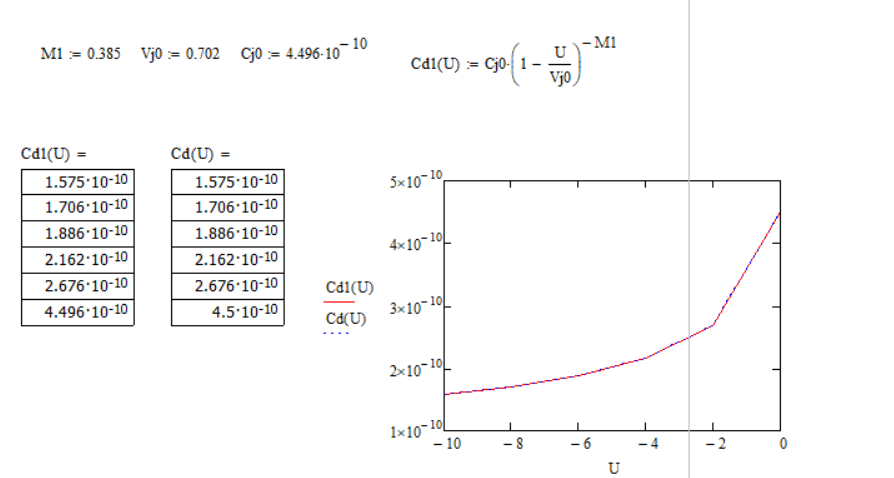 M1 := 0.385 Vj0 := 0.702 Cj0 := 4.496·10^-10
Cd1(U) := Cj0·(1 - U/Vj0)^-M1
Cd1(U) = Cd(U) =
1.575·10^-10 1.575·10^-10
1.706·10^-10 1.706·10^-10
1.886·10^-10 1.886·10^-10
2.162·10^-10 2.162·10^-10
2.676·10^-10 2.676·10^-10
4.496·10^-10 4.5·10^-10
Cd1(U)
Cd(U)
5×10^-10
4×10^-10
3×10^-10
2×10^-10
1×10^-10
-10 -8 -6 -4 -2 0
U